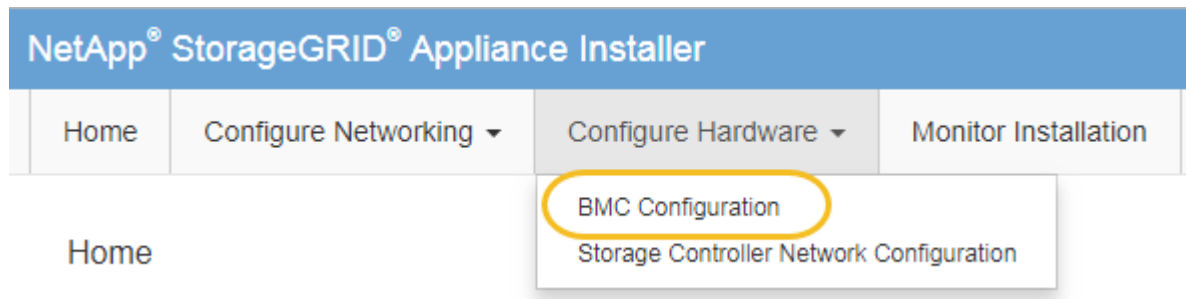 NetApp® StorageGRID® Appliance Installer
Home Configure Networking Configure Hardware Monitor Installation
BMC Configuration
Home
Storage Controller Network Configuration